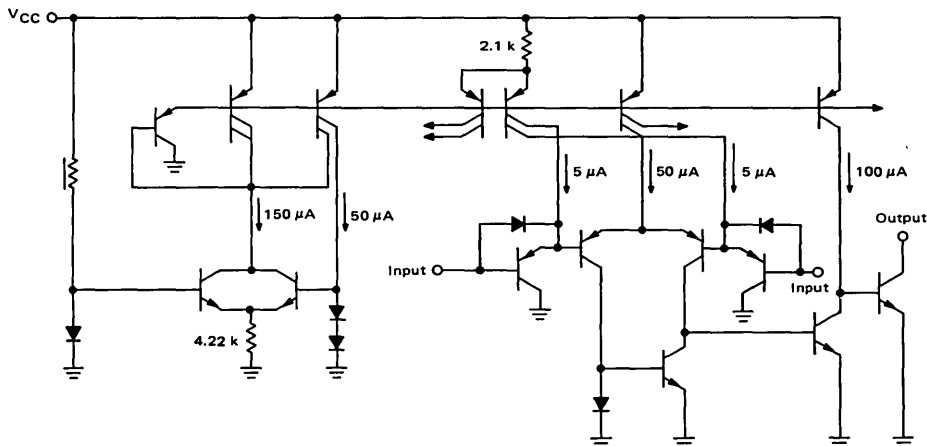 VCC
2.1 k
5 µA
50 µA
5 µA
100 µA
150 µA
50 µA
Output
Input
Input
4.22 k